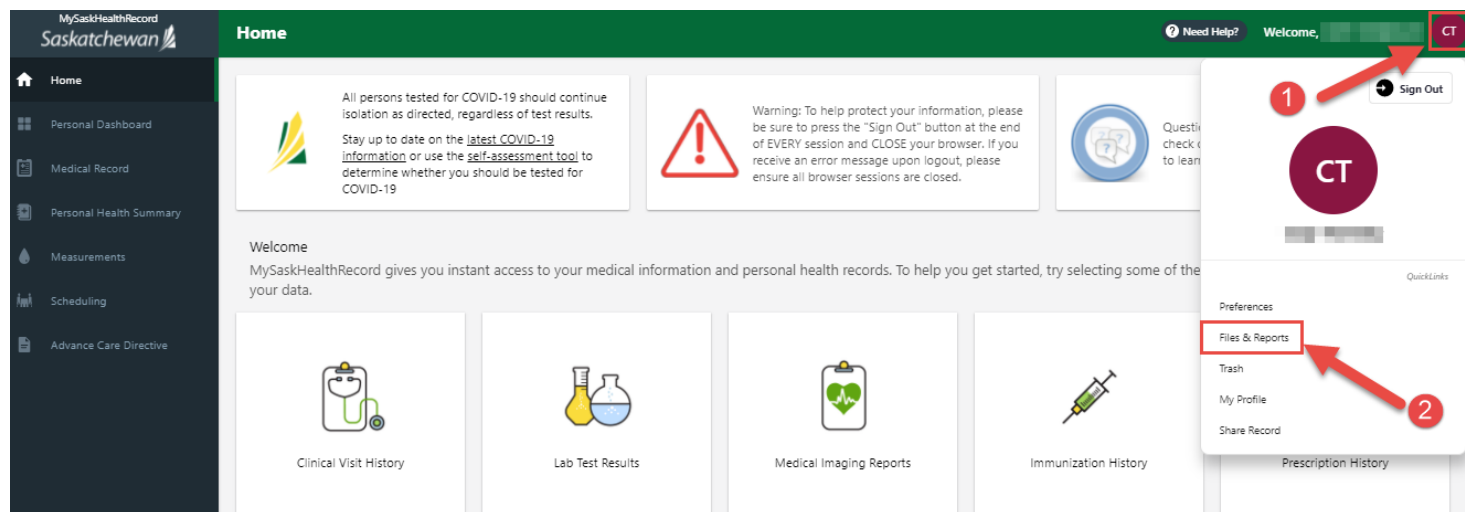 MySaskHealthRecord
Saskatchewan
Home
Need Help?
Welcome,
CT
1
Home
Personal Dashboard
Medical Record
Personal Health Summary
Measurements
Scheduling
Advance Care Directive
All persons tested for COVID-19 should continue
isolation as directed, regardless of test results.
Stay up to date on the latest COVID-19
information or use the self-assessment tool to
determine whether you should be tested for
COVID-19
Warning: To help protect your information, please
be sure to press the "Sign Out" button at the end
of EVERY session and CLOSE your browser. If you
receive an error message upon logout, please
ensure all browser sessions are closed.
check
to
Sign Out
CT
QuickLinks
Preferences
Files & Reports
Trash
My Profile
Share Record
2
Welcome
MySaskHealthRecord gives you instant access to your medical information and personal health records. To help you get started, try selecting some of the
your data.
Clinical Visit History
Lab Test Results
Medical Imaging Reports
Immunization History
Prescription History